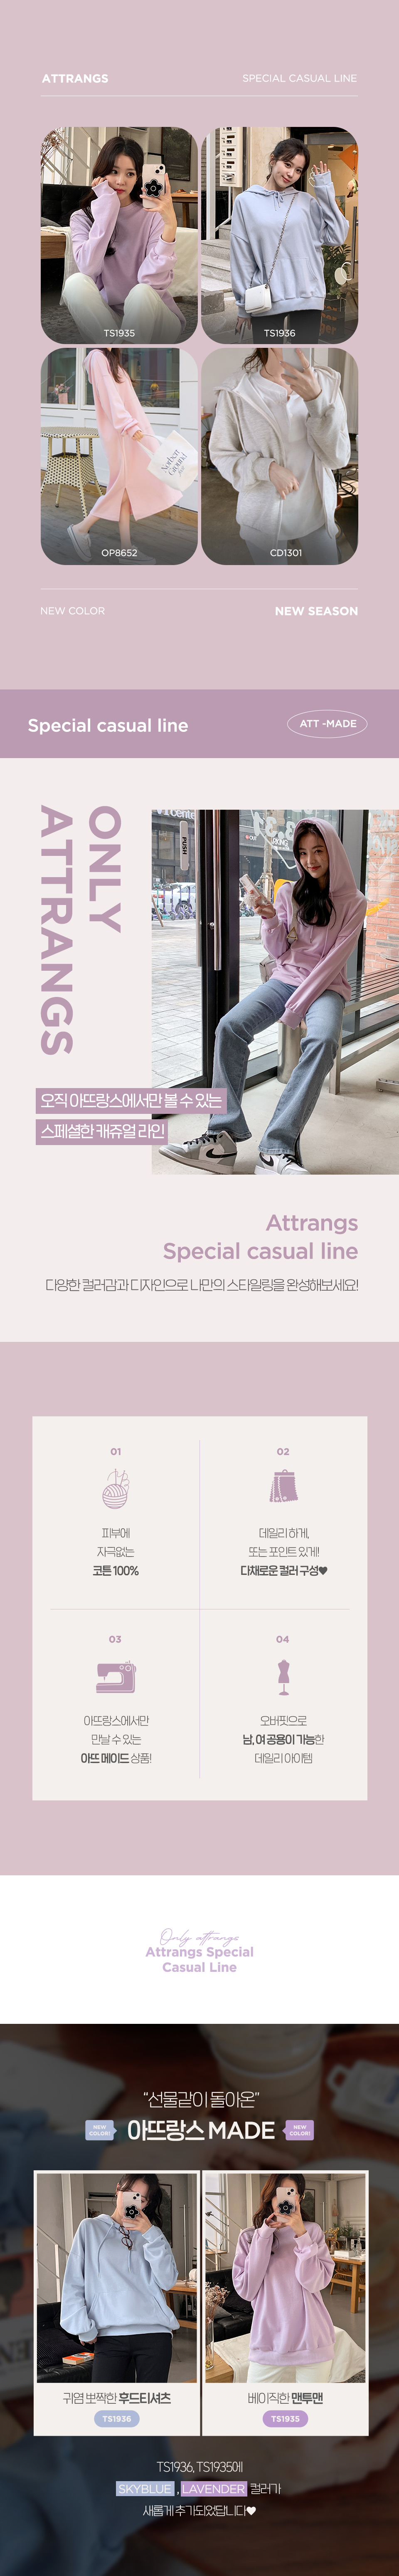 ATTRANGS
SPECIAL CASUAL LINE
TS1935
TS1936
OP8652
CD1301
NEW COLOR
NEW SEASON
Special casual line
ATT -MADE
ONLY
ATTRANGS
PUSH
오직 아뜨랑스에서만 볼 수 있는
스페셜한 캐쥬얼 라인
Attrangs
Special casual line
다양한 컬러감과 디자인으로 나만의 스타일링을 완성해보세요!
01
피부에
자극없는
코튼 100%
02
데일리하게,
또는 포인트 있게!
다채로운 컬러 구성♥
03
아뜨랑스에서만
만날 수 있는
아뜨 메이드 상품!
04
오버핏으로
남, 여 공용이 가능한
데일리 아이템
Only attrangs
Attrangs Special
Casual Line
“선물같이 돌아온”
NEW
COLOR!
아뜨랑스 MADE
NEW
COLOR!
귀염 뽀짝한 후드티셔츠
TS1936
베이직한 맨투맨
TS1935
TS1936, TS1935에
SKYBLUE , LAVENDER 컬러가
새롭게 추가되었답니다♥